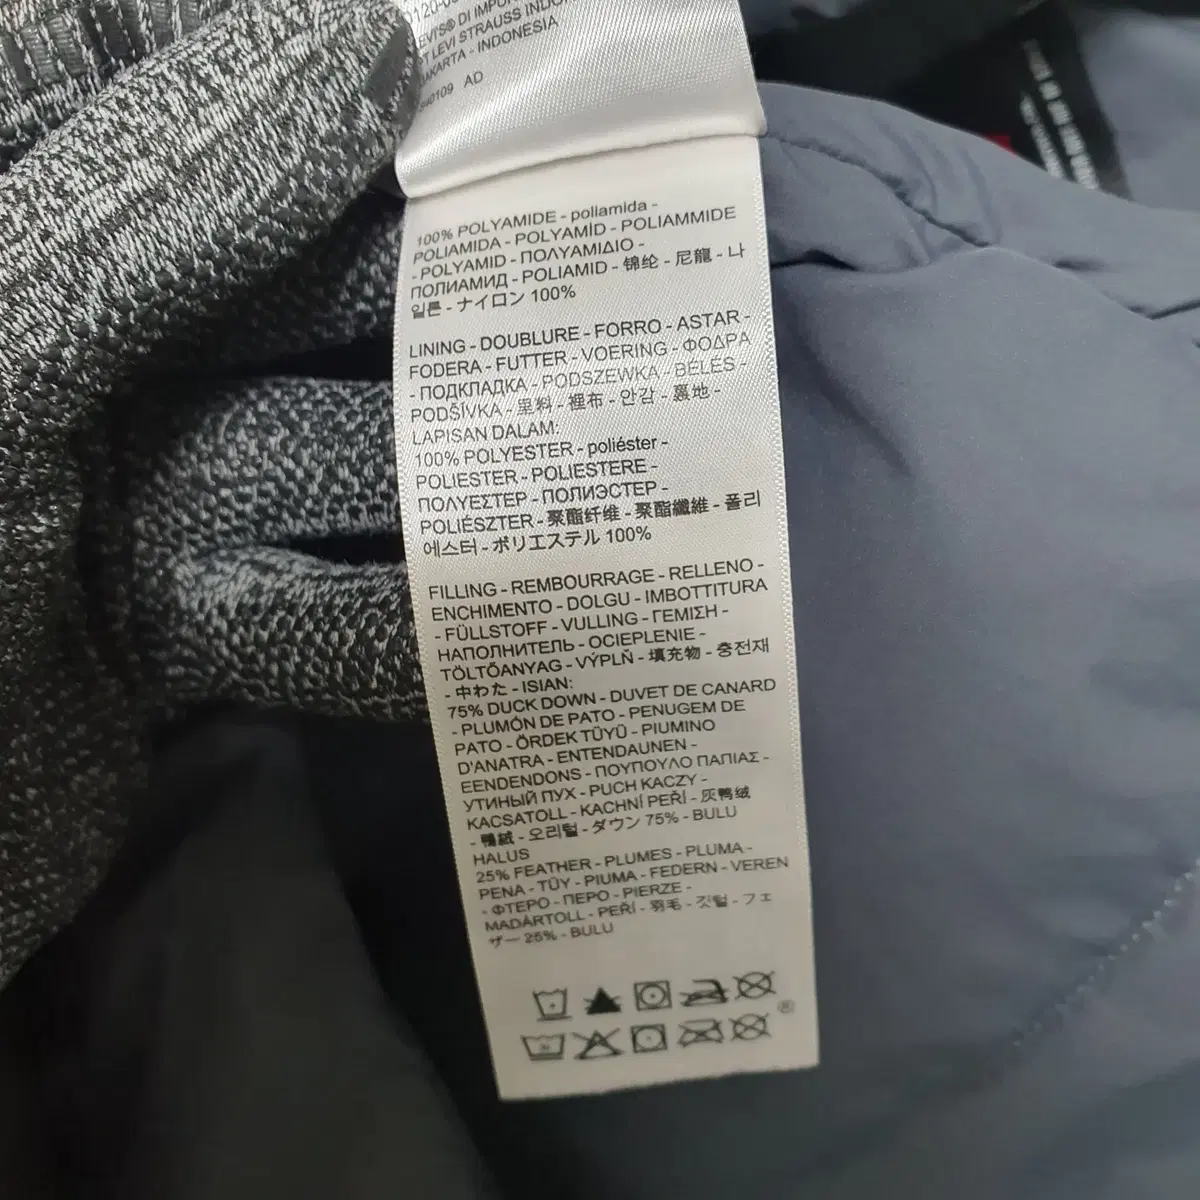 LEVI'S® DI IMPOR
PT LEVI STRAUSS INDO
JAKARTA - INDONESIA
AD
100% POLYAMIDE - poliamida -
POLIAMIDA - POLYAMİD - POLIAMMIDE
- POLYAMID - ΠΟΛΥΑΜΙΔΙΟ -
ПОЛИАМИД - POLIAMID - 锦纶 - 尼龍 - 나
일론 - ナイロン 100%
LINING - DOUBLURE - FORRO - ASTAR -
FODERA - FUTTER - VOERING - ΦΟΔΡΑ
- ПОДКЛАДКА - PODSZEWKA - BÉLÉS -
PODŠÍVKA - 里料 - 裡布 - 안감 - 裏地 -
LAPISAN DALAM:
100% POLYESTER - poliéster -
POLIESTER - POLIESTERE -
ΠΟΛΥΕΣΤΕΡ - ПОЛИЭСТЕР -
POLIÉSZTER - 聚酯纤维 - 聚酯纖維 - 폴리
에스터 - ポリエステル 100%
FILLING - REMBOURRAGE - RELLENO -
ENCHIMENTO - DOLGU - IMBOTTITURA
- FÜLLSTOFF - VULLING - ΓΕΜΙΣΗ -
НАПОЛНИТЕЛЬ - OCIEPLENIE -
TÖLTŐANYAG - VÝPLŇ - 填充物 - 충전재
- 中わた - ISIAN:
75% DUCK DOWN - DUVET DE CANARD
- PLUMÓN DE PATO - PENUGEM DE
PATO - ÖRDEK TÜYÜ - PIUMINO
D'ANATRA - ENTENDAUNEN -
EENDENDONS - ΠΟΥΠΟΥΛΟ ΠΑΠΙΑΣ -
УТИНЫЙ ПУХ - PUCH KACZY -
KACSATOLL - KACHNÍ PEŘÍ - 灰鸭绒
- 鴨絨 - 오리털 - ダウン 75% - BULU
HALUS
25% FEATHER - PLUMES - PLUMA -
PENA - TÜY - PIUMA - FEDERN - VEREN
- ΦΤΕΡΟ - ПЕРО - PIERZE -
MADÁRTOLL - PEŘÍ - 羽毛 - 깃털 - フェ
ザー 25% - BULU
®